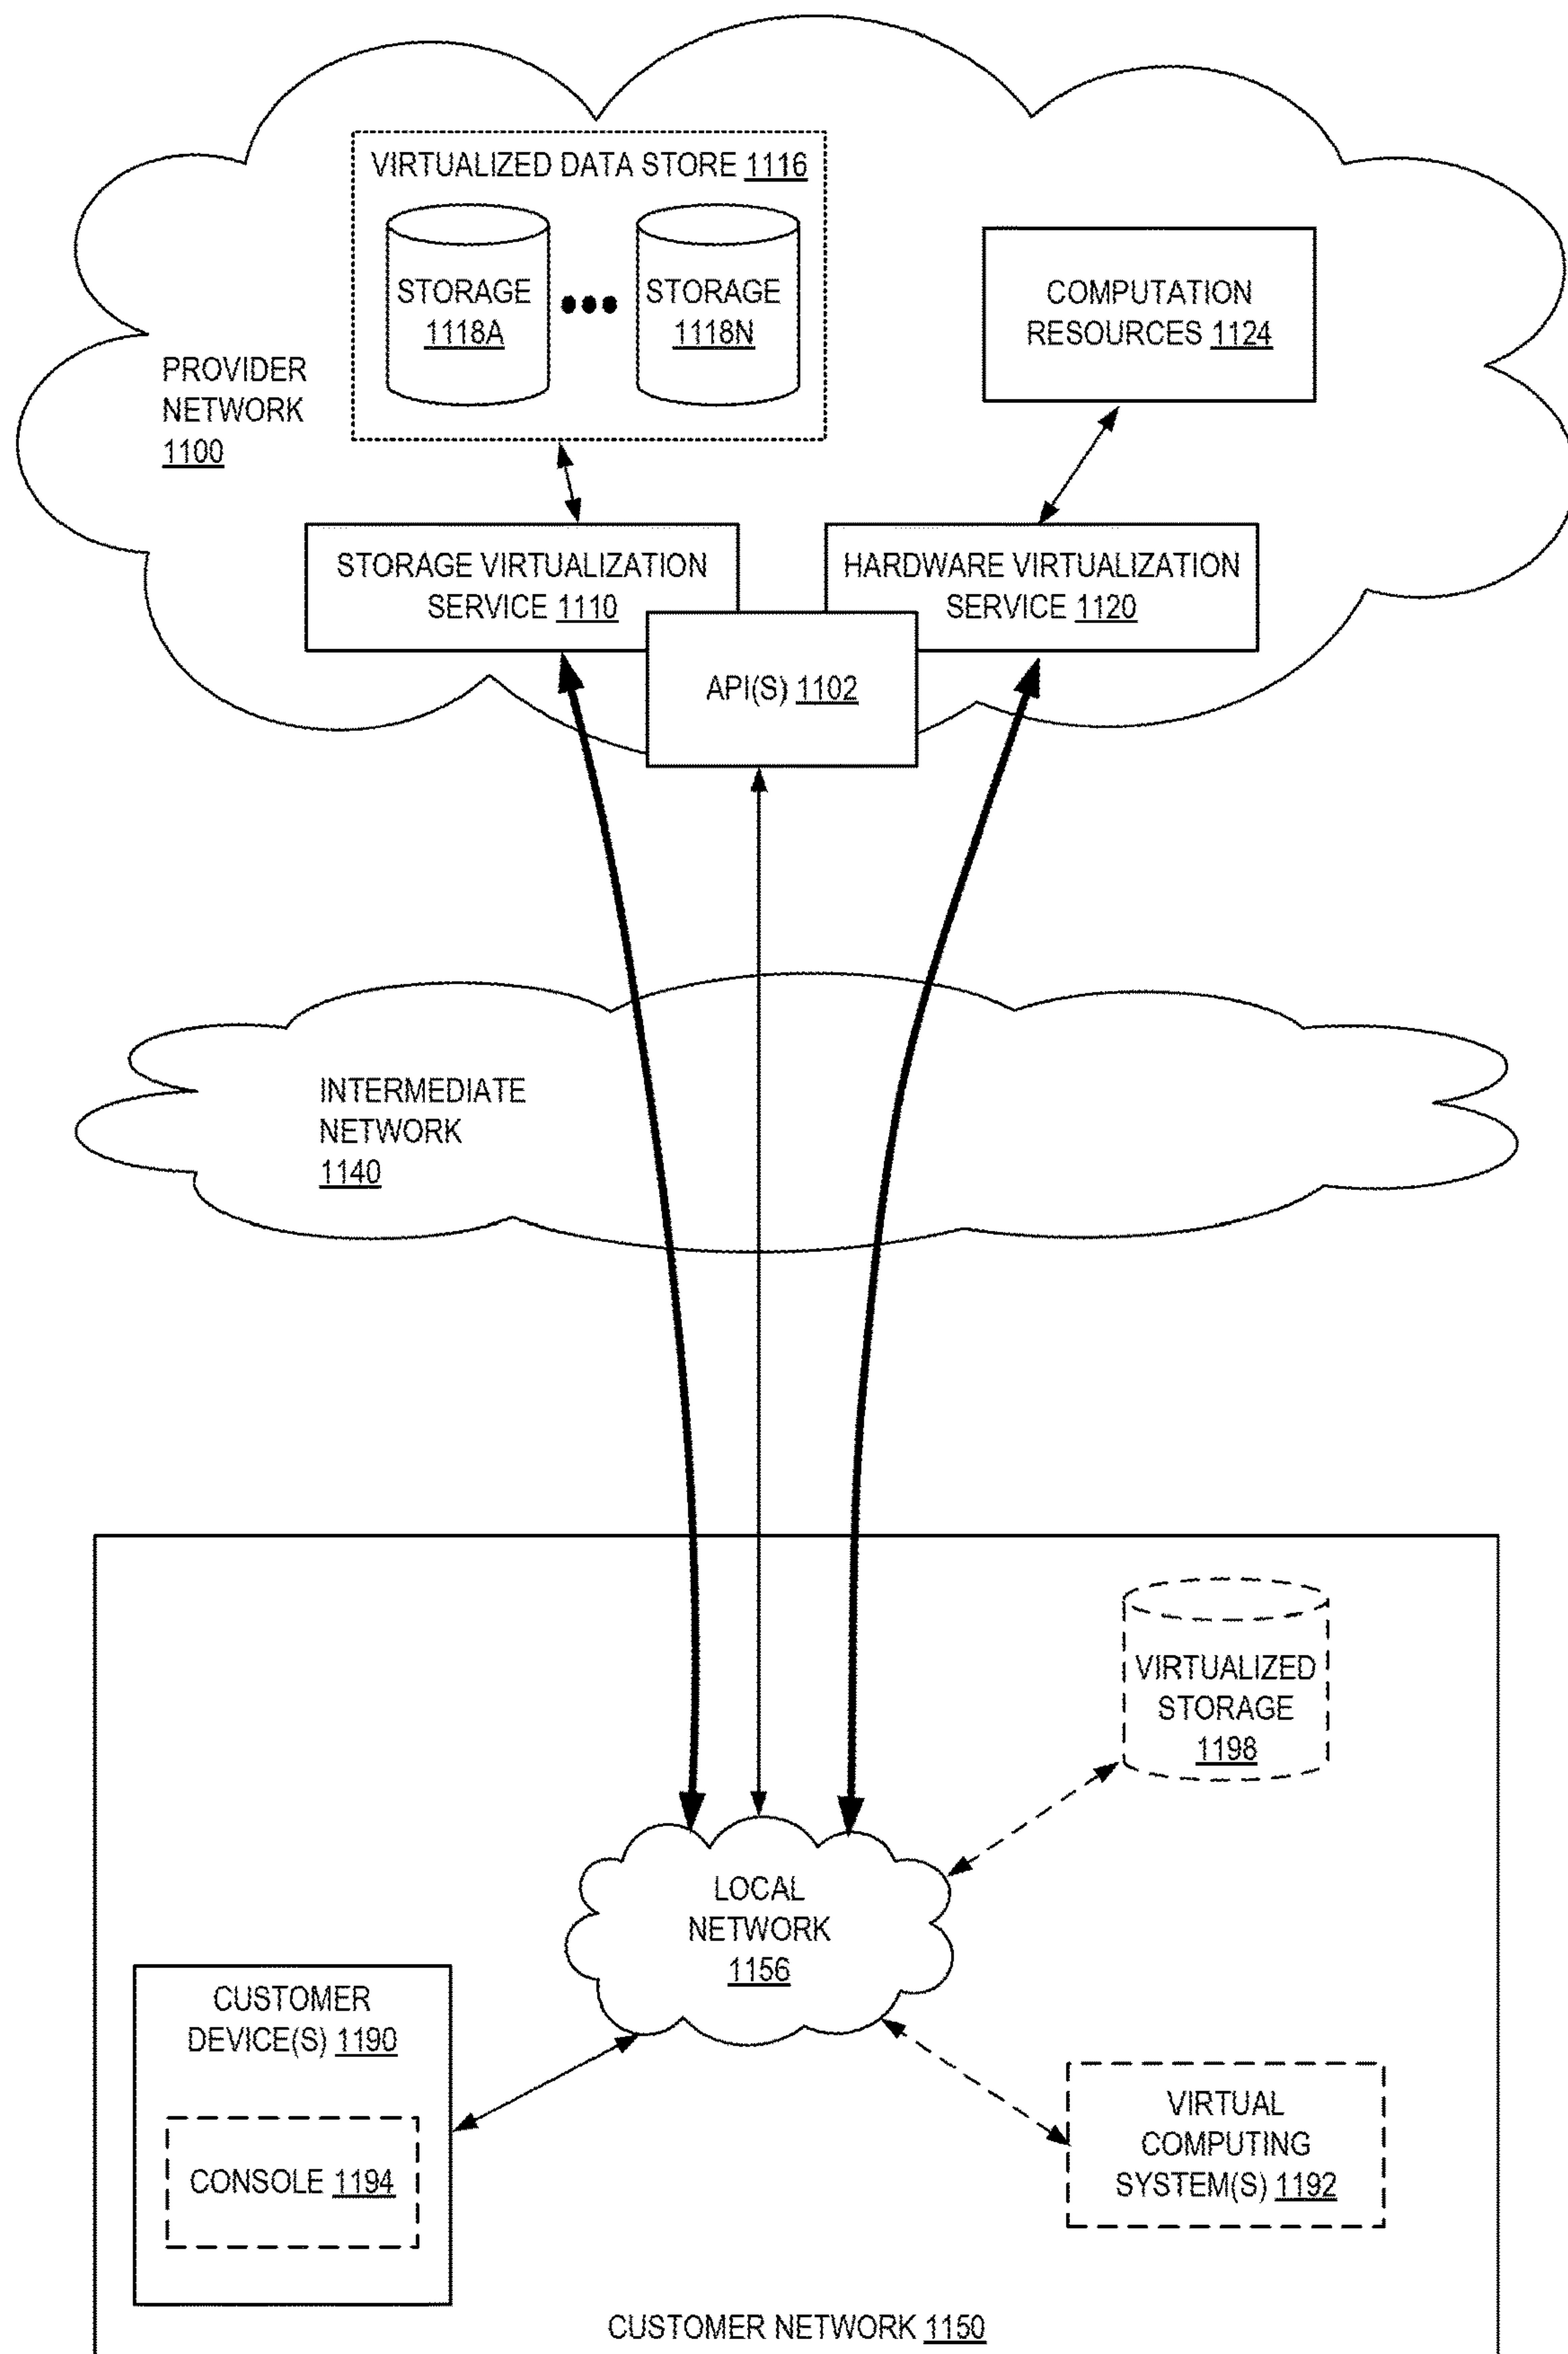 VIRTUALIZED DATA STORE 1116
STORAGE
1118A
STORAGE
1118N
COMPUTATION
RESOURCES 1124
PROVIDER
NETWORK
1100
STORAGE VIRTUALIZATION
SERVICE 1110
HARDWARE VIRTUALIZATION
SERVICE 1120
API(S) 1102
INTERMEDIATE
NETWORK
1140
VIRTUALIZED
STORAGE
1198
LOCAL
NETWORK
1156
CUSTOMER
DEVICE(S) 1190
CONSOLE 1194
VIRTUAL
COMPUTING
SYSTEM(S) 1192
CUSTOMER NETWORK 1150